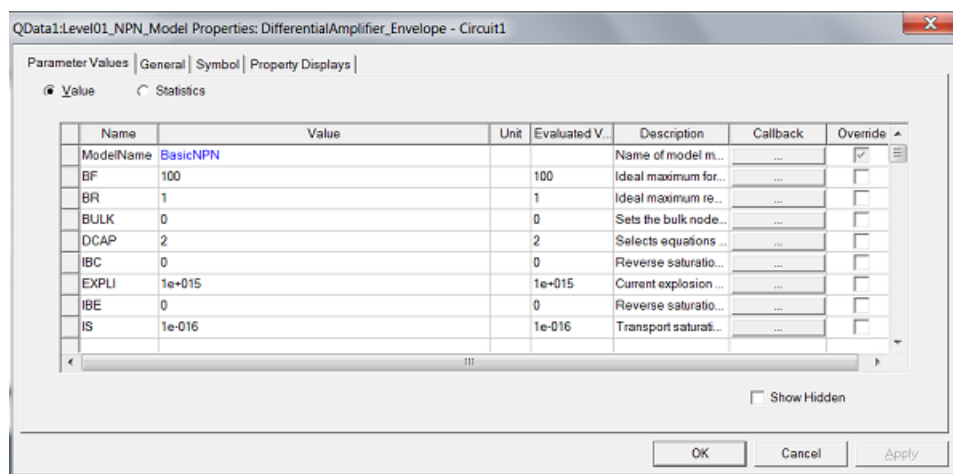 QData1:Level01_NPN_Model Properties: DifferentialAmplifier_Envelope - Circuit1
X
Parameter Values General Symbol Property Displays
Value Statistics
Name Value Unit Evaluated V... Description Callback Override
ModelName BasicNPN Name of model m... ...
BF 100 100 Ideal maximum for... ...
BR 1 1 Ideal maximum re... ...
BULK 0 0 Sets the bulk node... ...
DCAP 2 2 Selects equations ... ...
IBC 0 0 Reverse saturatio... ...
EXPLI 1e+015 1e+015 Current explosion ... ...
IBE 0 0 Reverse saturatio... ...
IS 1e-016 1e-016 Transport saturati... ...
Show Hidden
OK Cancel Apply